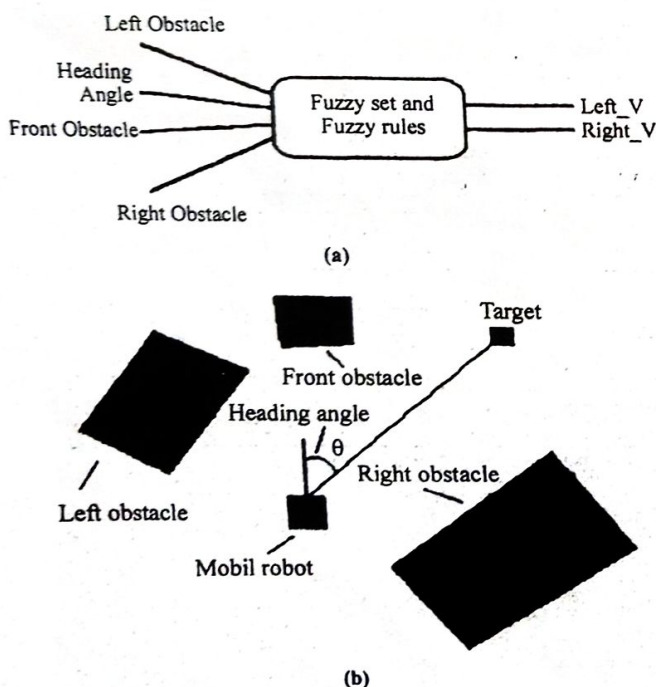 Left Obstacle
Heading
Angle
Front Obstacle
Right Obstacle
Fuzzy set and
Fuzzy rules
Left_V
Right_V
(a)
Target
Front obstacle
Heading angle
θ
Right obstacle
Left obstacle
Mobil robot
(b)